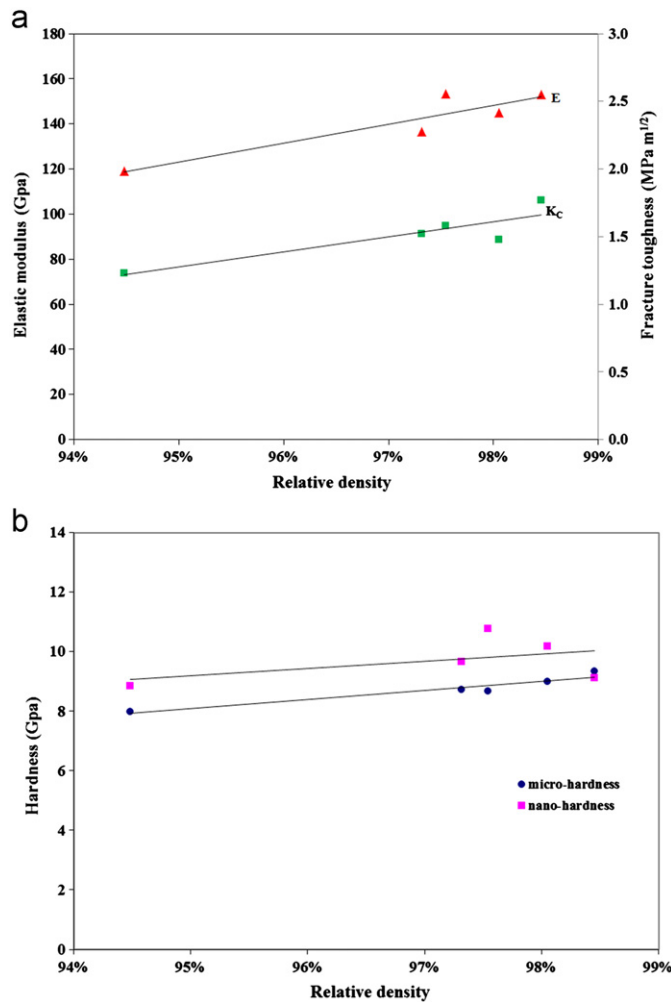 a
180
160
140
120
100
80
60
40
20
0
Elastic modulus (Gpa)
3.0
2.5
2.0
1.5
1.0
0.5
0.0
Fracture toughness (MPa m^1/2)
E
K_C
94% 95% 96% 97% 98% 99%
Relative density
b
14
12
10
8
6
4
2
0
Hardness (Gpa)
micro-hardness
nano-hardness
94% 95% 96% 97% 98% 99%
Relative density